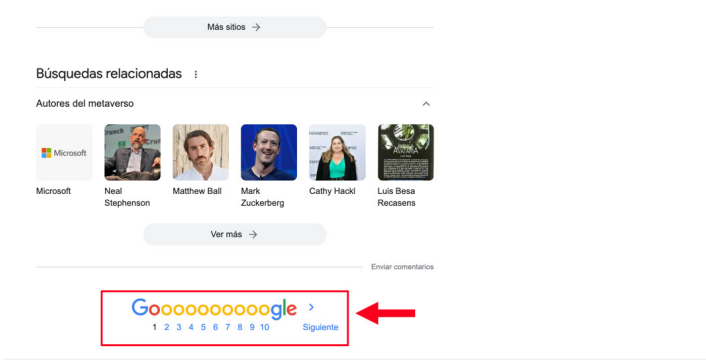 Más sitios
Búsquedas relacionadas
Autores del metaverso
Microsoft
Microsoft
Neal
Stephenson
Matthew Ball
Mark
Zuckerberg
Cathy Hackl
Luis Besa
Recasens
Ver más
Enviar comentarios
Goooooooooogle
1 2 3 4 5 6 7 8 9 10 Siguiente